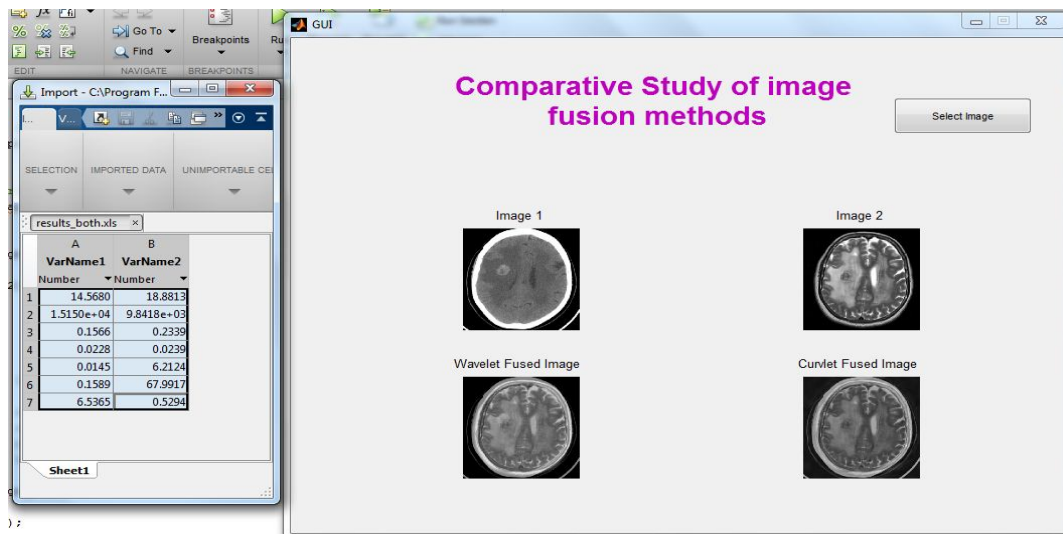 Go To
Find
Breakpoints
Ru
EDIT
NAVIGATE
BREAKPOINTS
Import - C:\Program F...
I...
V...
SELECTION
IMPORTED DATA
UNIMPORTABLE CEI
results_both.xls
A B
VarName1 VarName2
Number Number
1 14.5680 18.8813
2 1.5150e+04 9.8418e+03
3 0.1566 0.2339
4 0.0228 0.0239
5 0.0145 6.2124
6 0.1589 67.9917
7 6.5365 0.5294
Sheet1
);
GUI
Comparative Study of image
fusion methods
Select Image
Image 1
Image 2
Wavelet Fused Image
Curvlet Fused Image